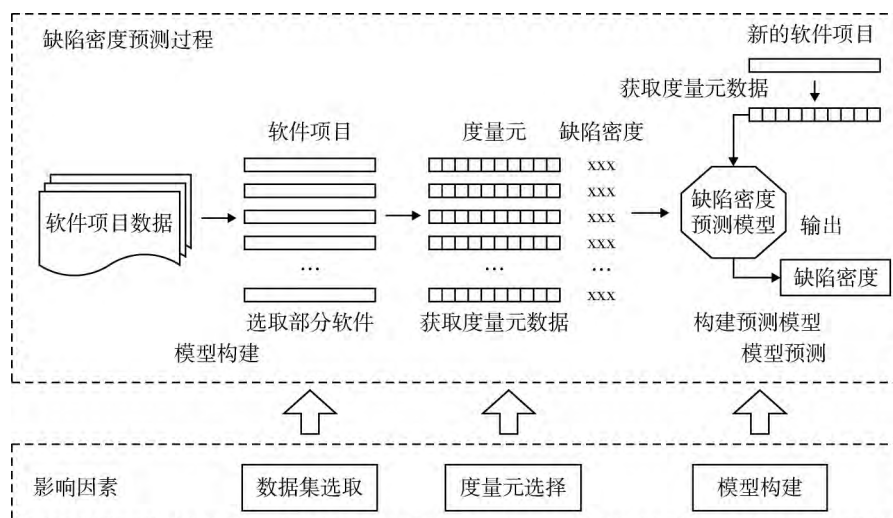 缺陷密度预测过程
新的软件项目
获取度量元数据
软件项目
度量元
缺陷密度
xxx
xxx
xxx
xxx
…
…
…
xxx
软件项目数据
缺陷密度
预测模型
输出
缺陷密度
选取部分软件
获取度量元数据
构建预测模型
模型构建
模型预测
影响因素
数据集选取
度量元选择
模型构建